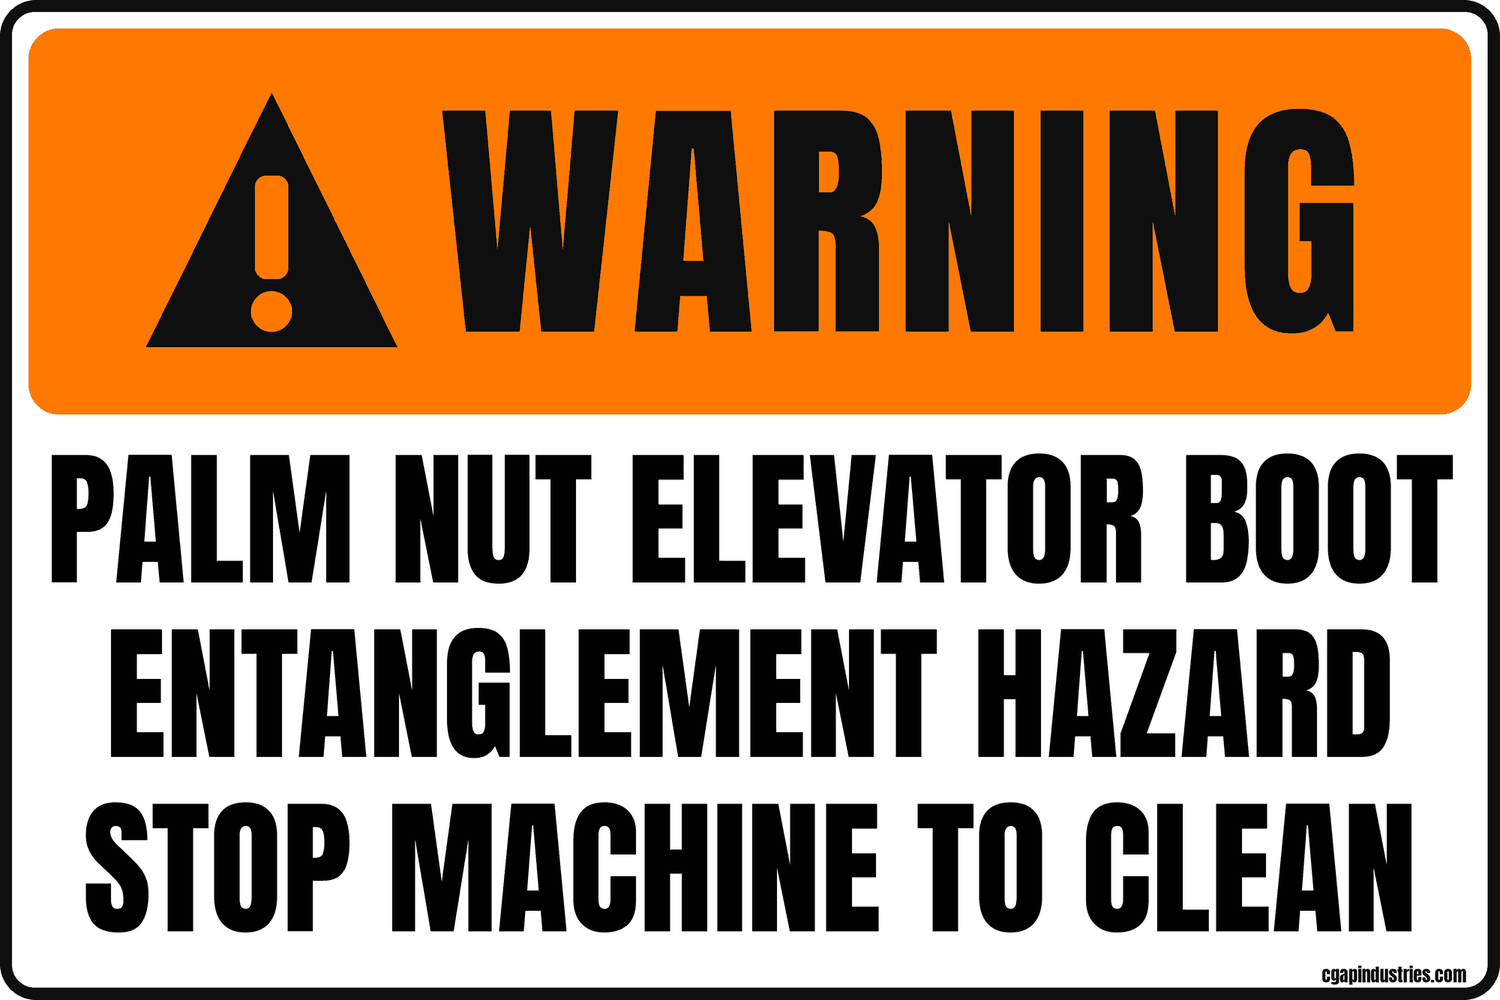 WARNING
PALM NUT ELEVATOR BOOT
ENTANGLEMENT HAZARD
STOP MACHINE TO CLEAN
cgapindustries.com